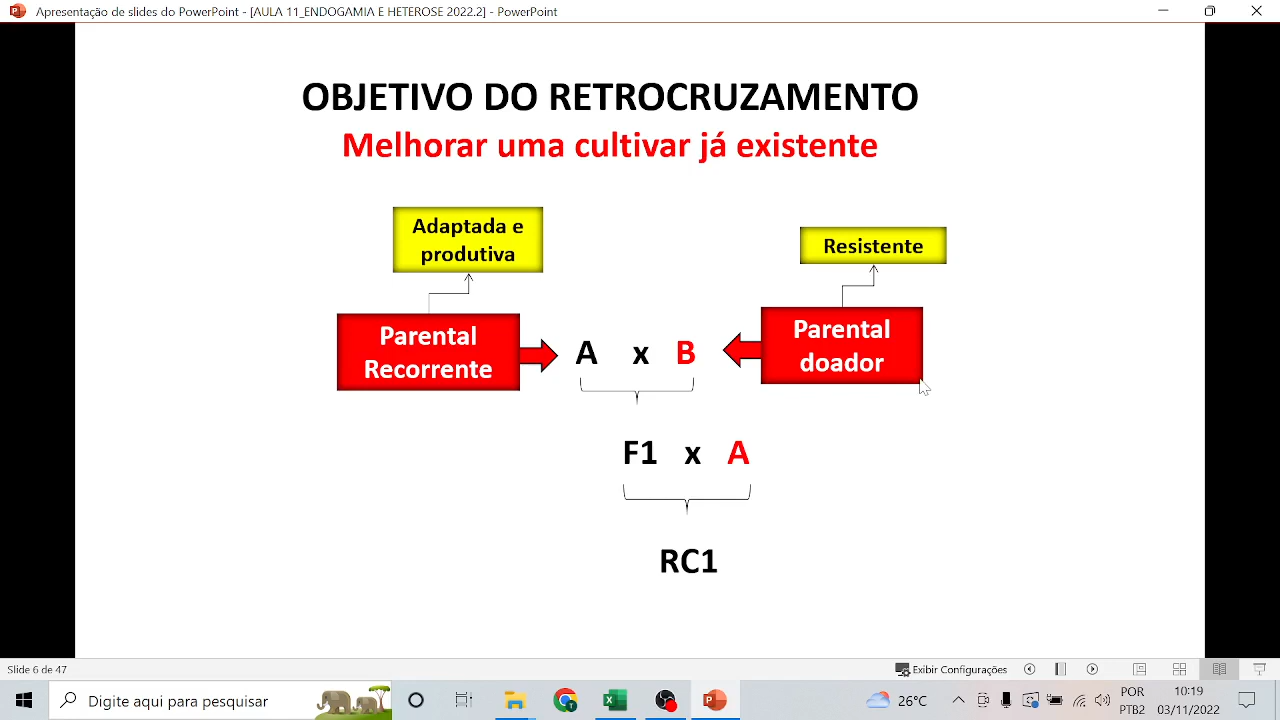 Apresentação de slides do PowerPoint - [AULA 11_ENDOGAMIA E HETEROSE 2022.2] - PowerPoint
OBJETIVO DO RETROCRUZAMENTO
Melhorar uma cultivar já existente
Adaptada e
produtiva
Resistente
Parental
Recorrente
A x B
Parental
doador
F1 x A
RC1
Slide 6 de 47
Exibir Configurações
Digite aqui para pesquisar
26°C
POR
PTB2
10:19
03/11/2022